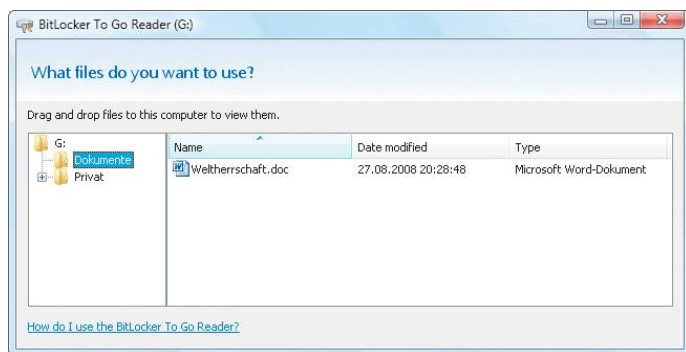 BitLocker To Go Reader (G:)
What files do you want to use?
Drag and drop files to this computer to view them.
G:
Dokumente
Privat
Name Date modified Type
Weltherrschaft.doc 27.08.2008 20:28:48 Microsoft Word-Dokument
How do I use the BitLocker To Go Reader?